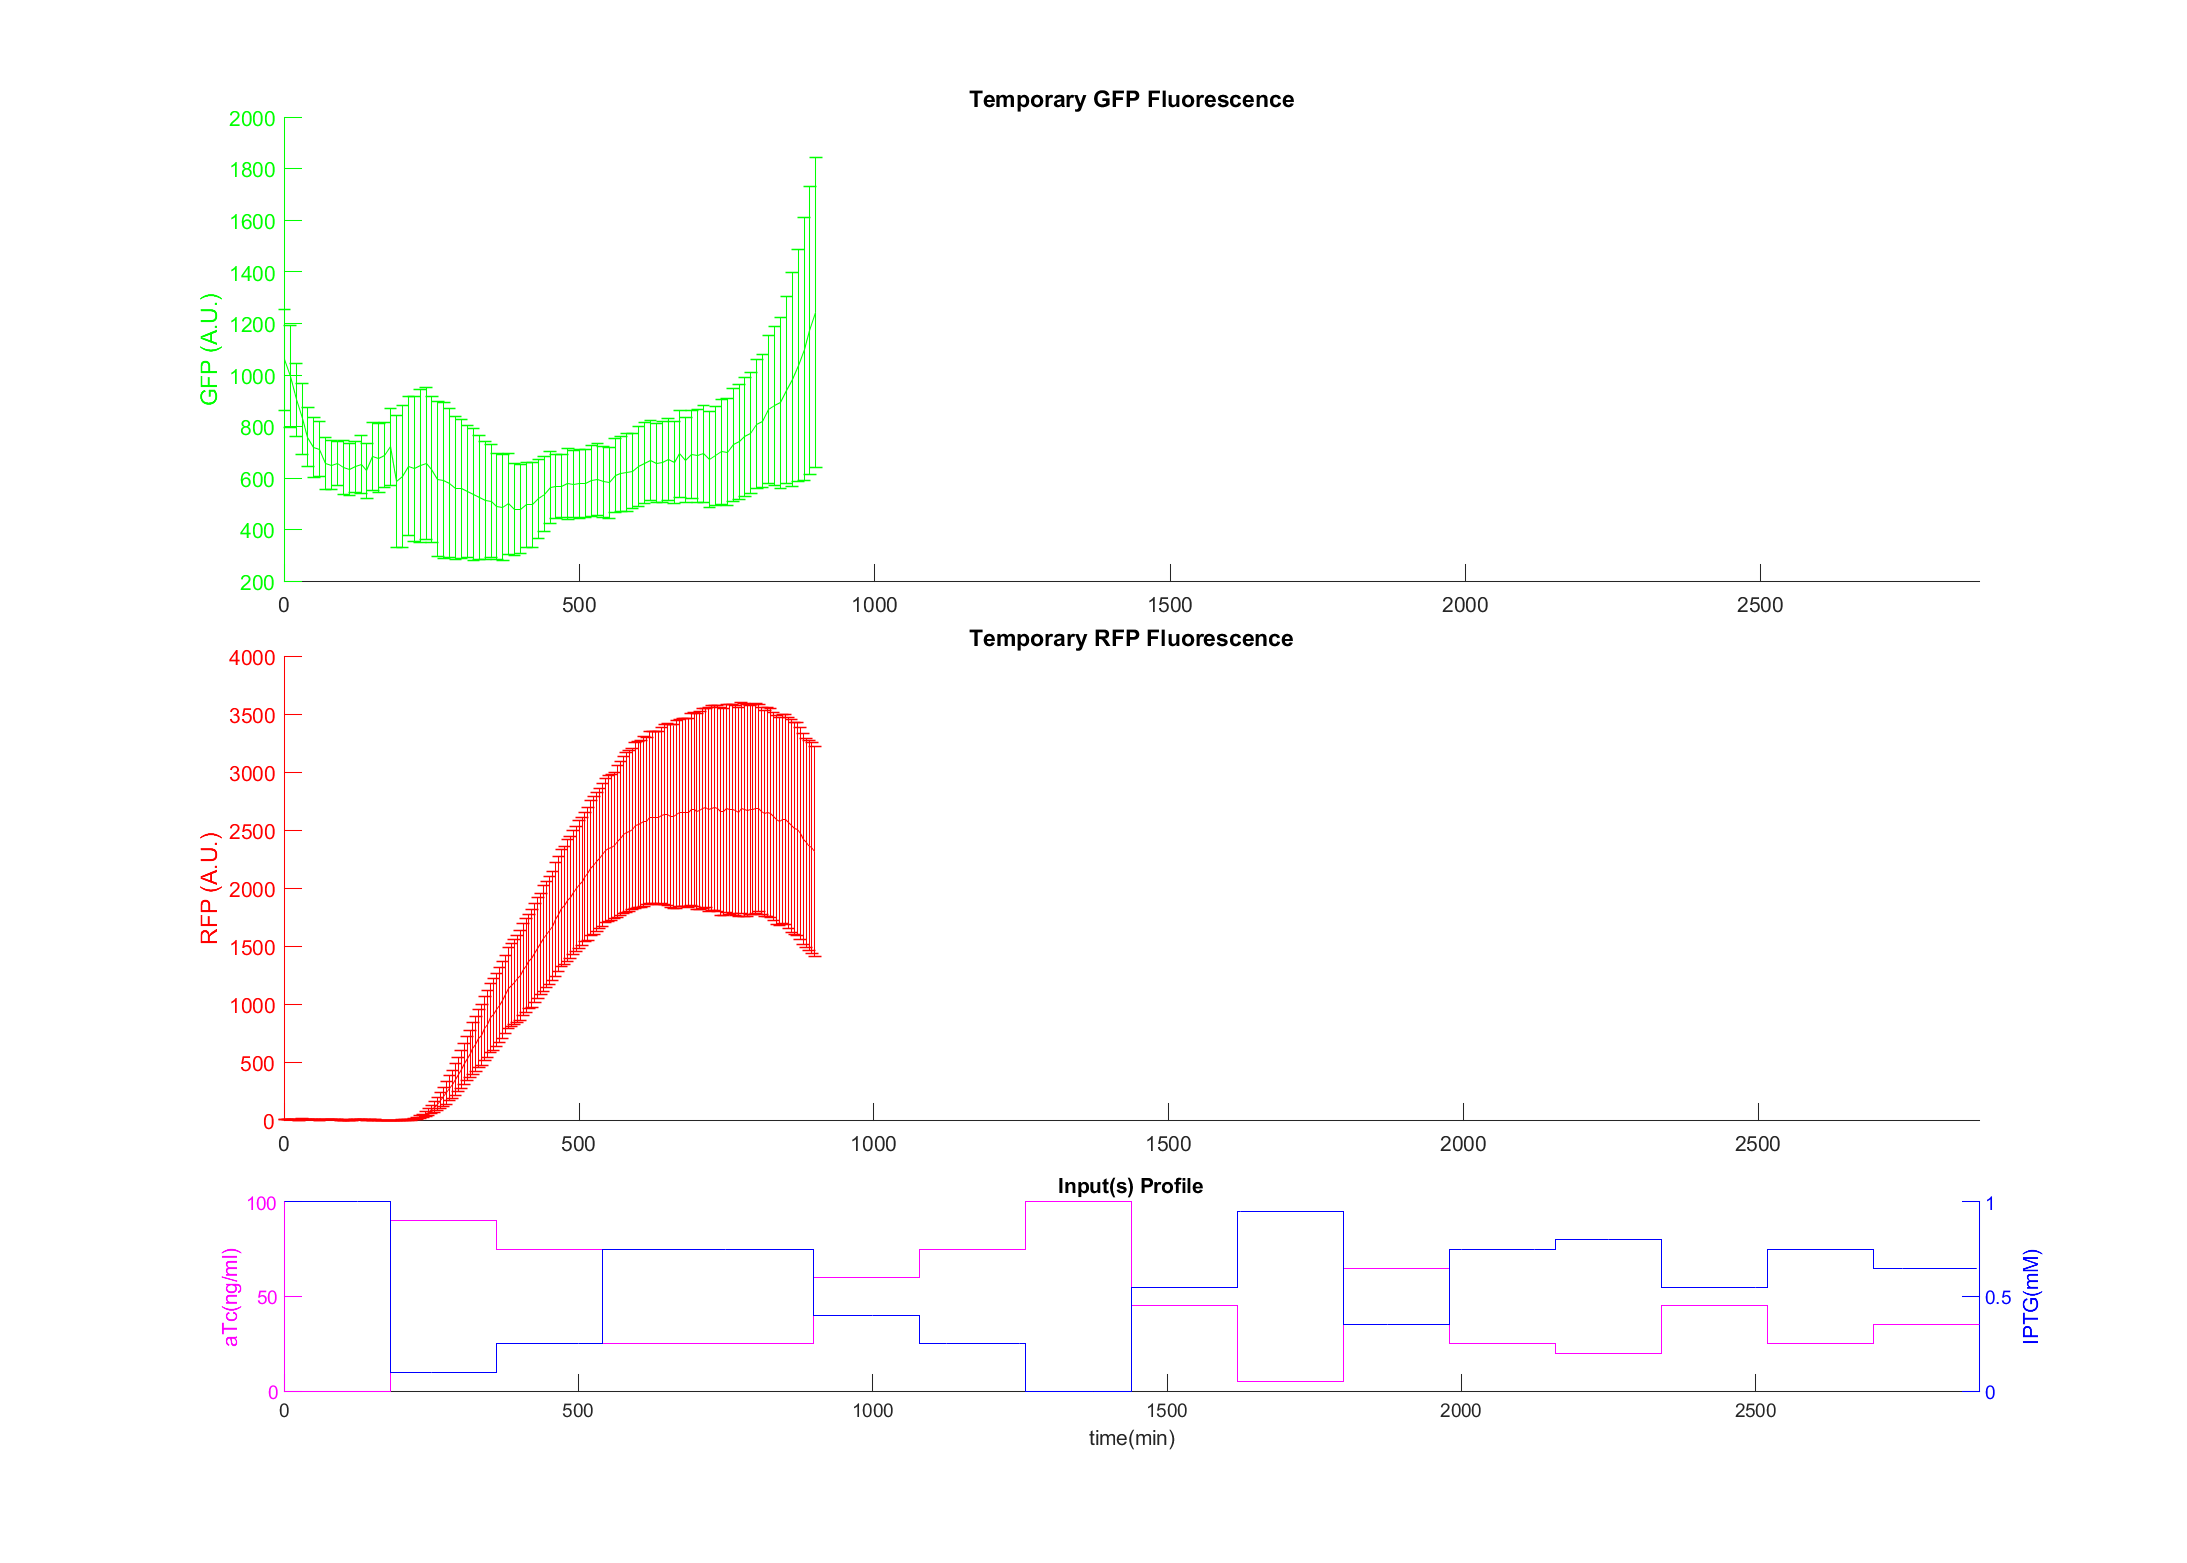 Temporary GFP Fluorescence
2000
1800
1600
1400
1200
1000
800
600
400
200
GFP (A.U.)
0 500 1000 1500 2000 2500
Temporary RFP Fluorescence
4000
3500
3000
2500
2000
1500
1000
500
0
RFP (A.U.)
0 500 1000 1500 2000 2500
Input(s) Profile
100
50
0
aTc(ng/ml)
1
0.5
0
IPTG(mM)
0 500 1000 1500 2000 2500
time(min)